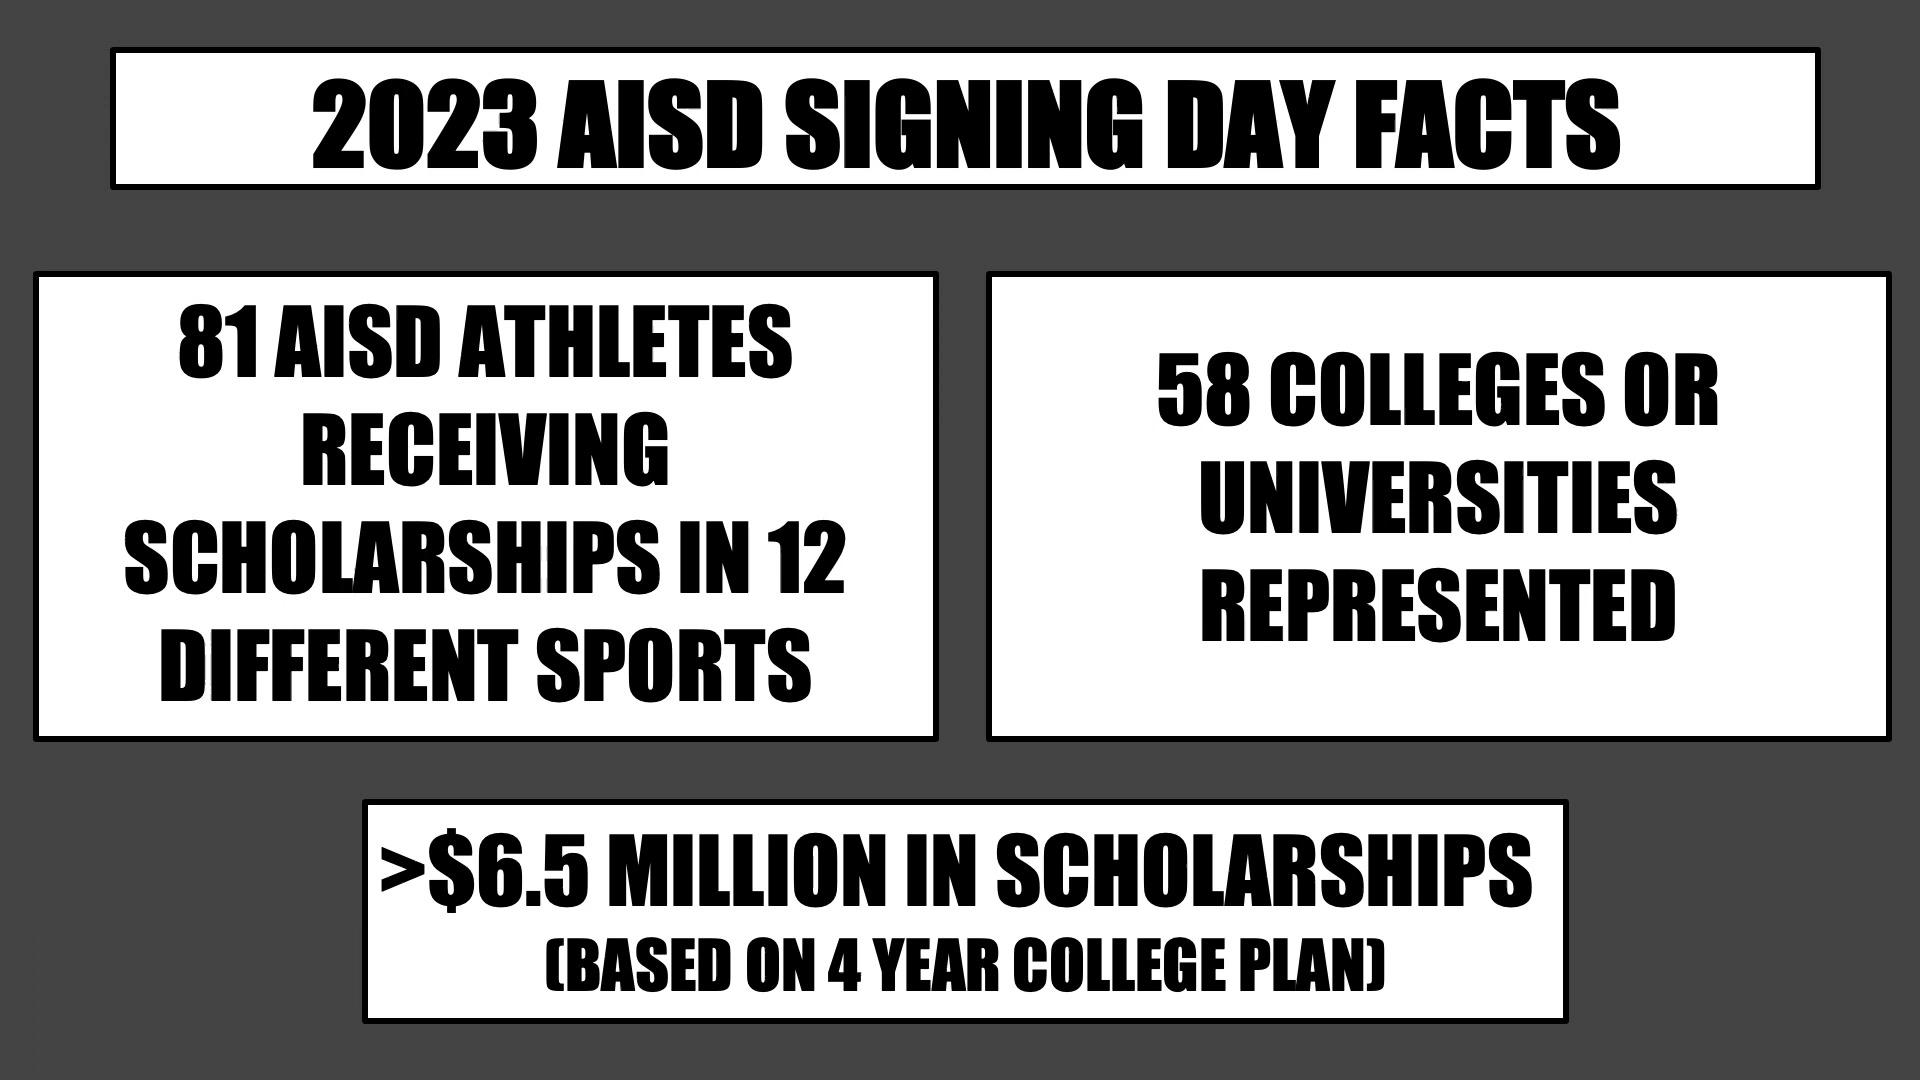 2023 AISD SIGNING DAY FACTS
81 AISD ATHLETES
RECEIVING
SCHOLARSHIPS IN 12
DIFFERENT SPORTS
58 COLLEGES OR
UNIVERSITIES
REPRESENTED
>$6.5 MILLION IN SCHOLARSHIPS
(BASED ON 4 YEAR COLLEGE PLAN)